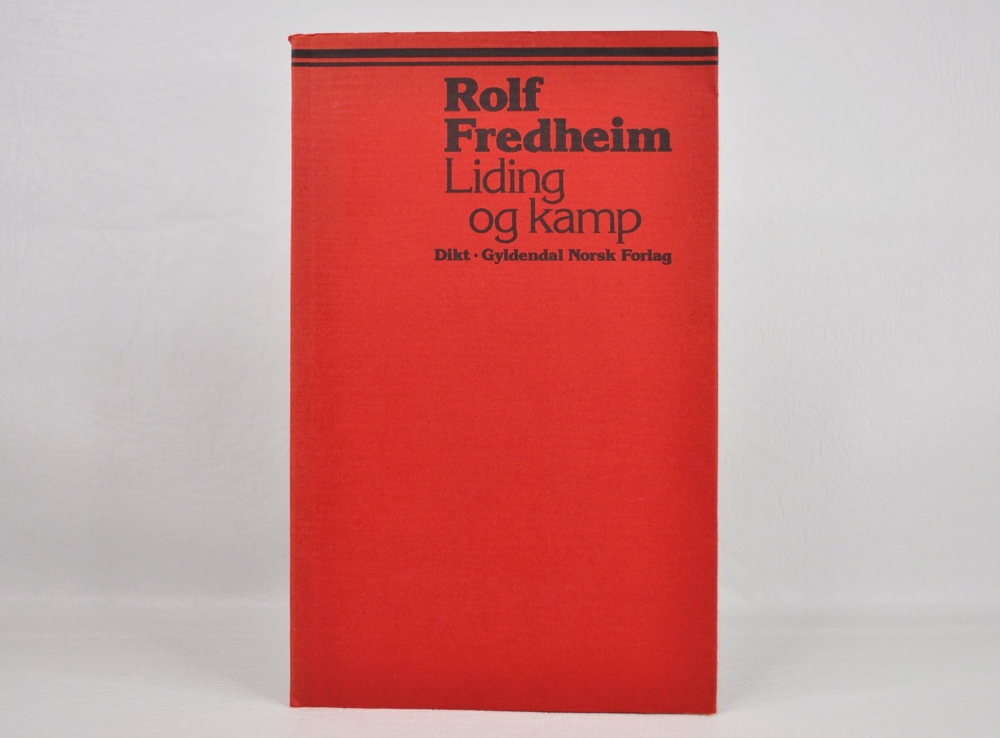 Rolf
Fredheim
Liding
og kamp
Dikt · Gyldendal Norsk Forlag